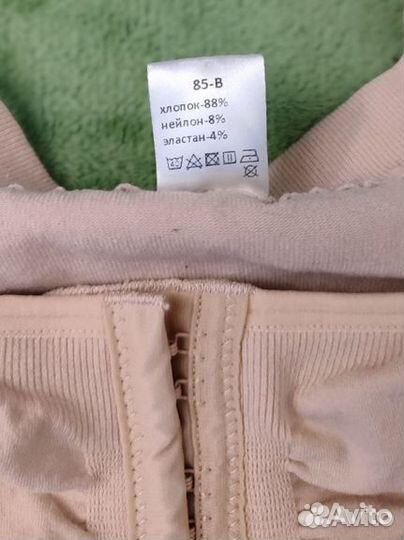 85-B
хлопок-88%
нейлон-8%
эластан-4%
Avito